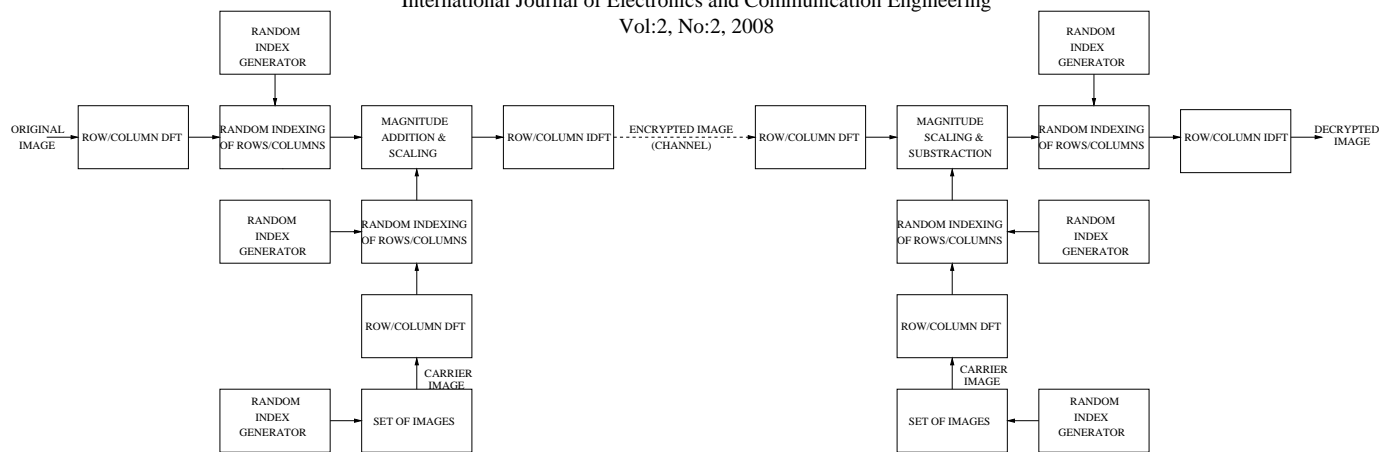 International Journal of Electronics and Communication Engineering
Vol:2, No:2, 2008
RANDOM
INDEX
GENERATOR
RANDOM
INDEX
GENERATOR
ORIGINAL
IMAGE
ROW/COLUMN DFT
RANDOM INDEXING
OF ROWS/COLUMNS
MAGNITUDE
ADDITION &
SCALING
ROW/COLUMN IDFT
ENCRYPTED IMAGE
(CHANNEL)
ROW/COLUMN DFT
MAGNITUDE
SCALING &
SUBSTRACTION
RANDOM INDEXING
OF ROWS/COLUMNS
ROW/COLUMN IDFT
DECRYPTED
IMAGE
RANDOM
INDEX
GENERATOR
RANDOM INDEXING
OF ROWS/COLUMNS
RANDOM INDEXING
OF ROWS/COLUMNS
RANDOM
INDEX
GENERATOR
ROW/COLUMN DFT
ROW/COLUMN DFT
CARRIER
IMAGE
CARRIER
IMAGE
RANDOM
INDEX
GENERATOR
SET OF IMAGES
SET OF IMAGES
RANDOM
INDEX
GENERATOR